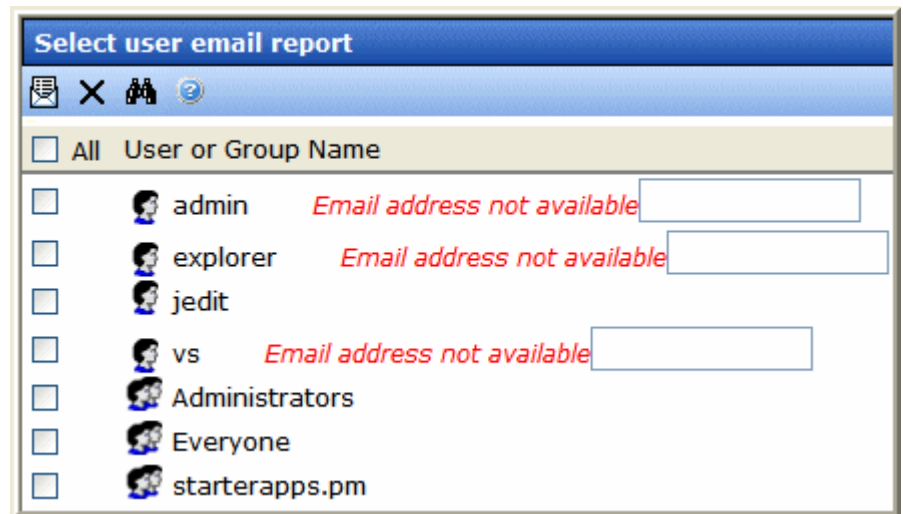 Select user email report
All User or Group Name
admin Email address not available
explorer Email address not available
jedit
vs Email address not available
Administrators
Everyone
starterapps.pm